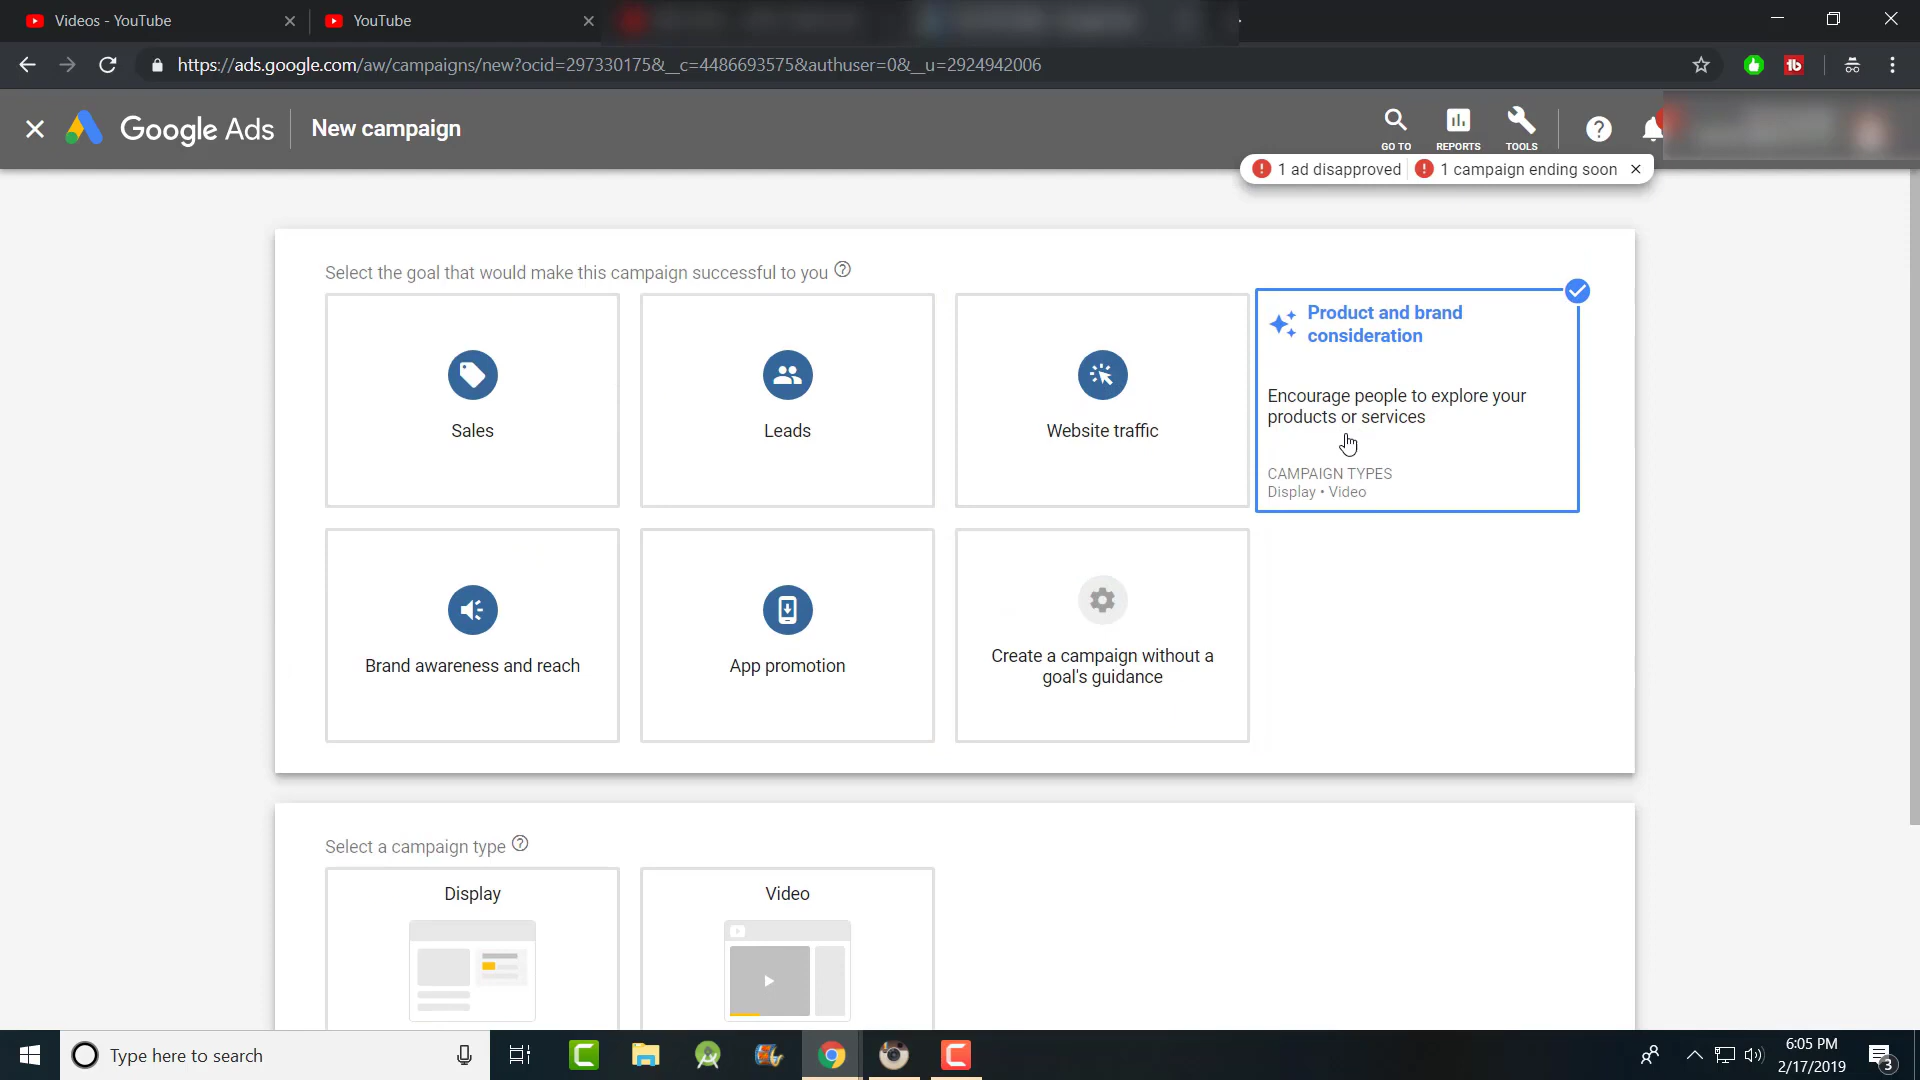 Videos - YouTube
YouTube
https://ads.google.com/aw/campaigns/new?ocid=297330175&__c=4486693575&authuser=0&__u=2924942006
Google Ads
New campaign
GO TO
REPORTS
TOOLS
1 ad disapproved
1 campaign ending soon
Select the goal that would make this campaign successful to you
Sales
Leads
Website traffic
Product and brand
consideration
Encourage people to explore your
products or services
CAMPAIGN TYPES
Display • Video
Brand awareness and reach
App promotion
Create a campaign without a
goal's guidance
Select a campaign type
Display
Video
Type here to search
6:05 PM
2/17/2019
3